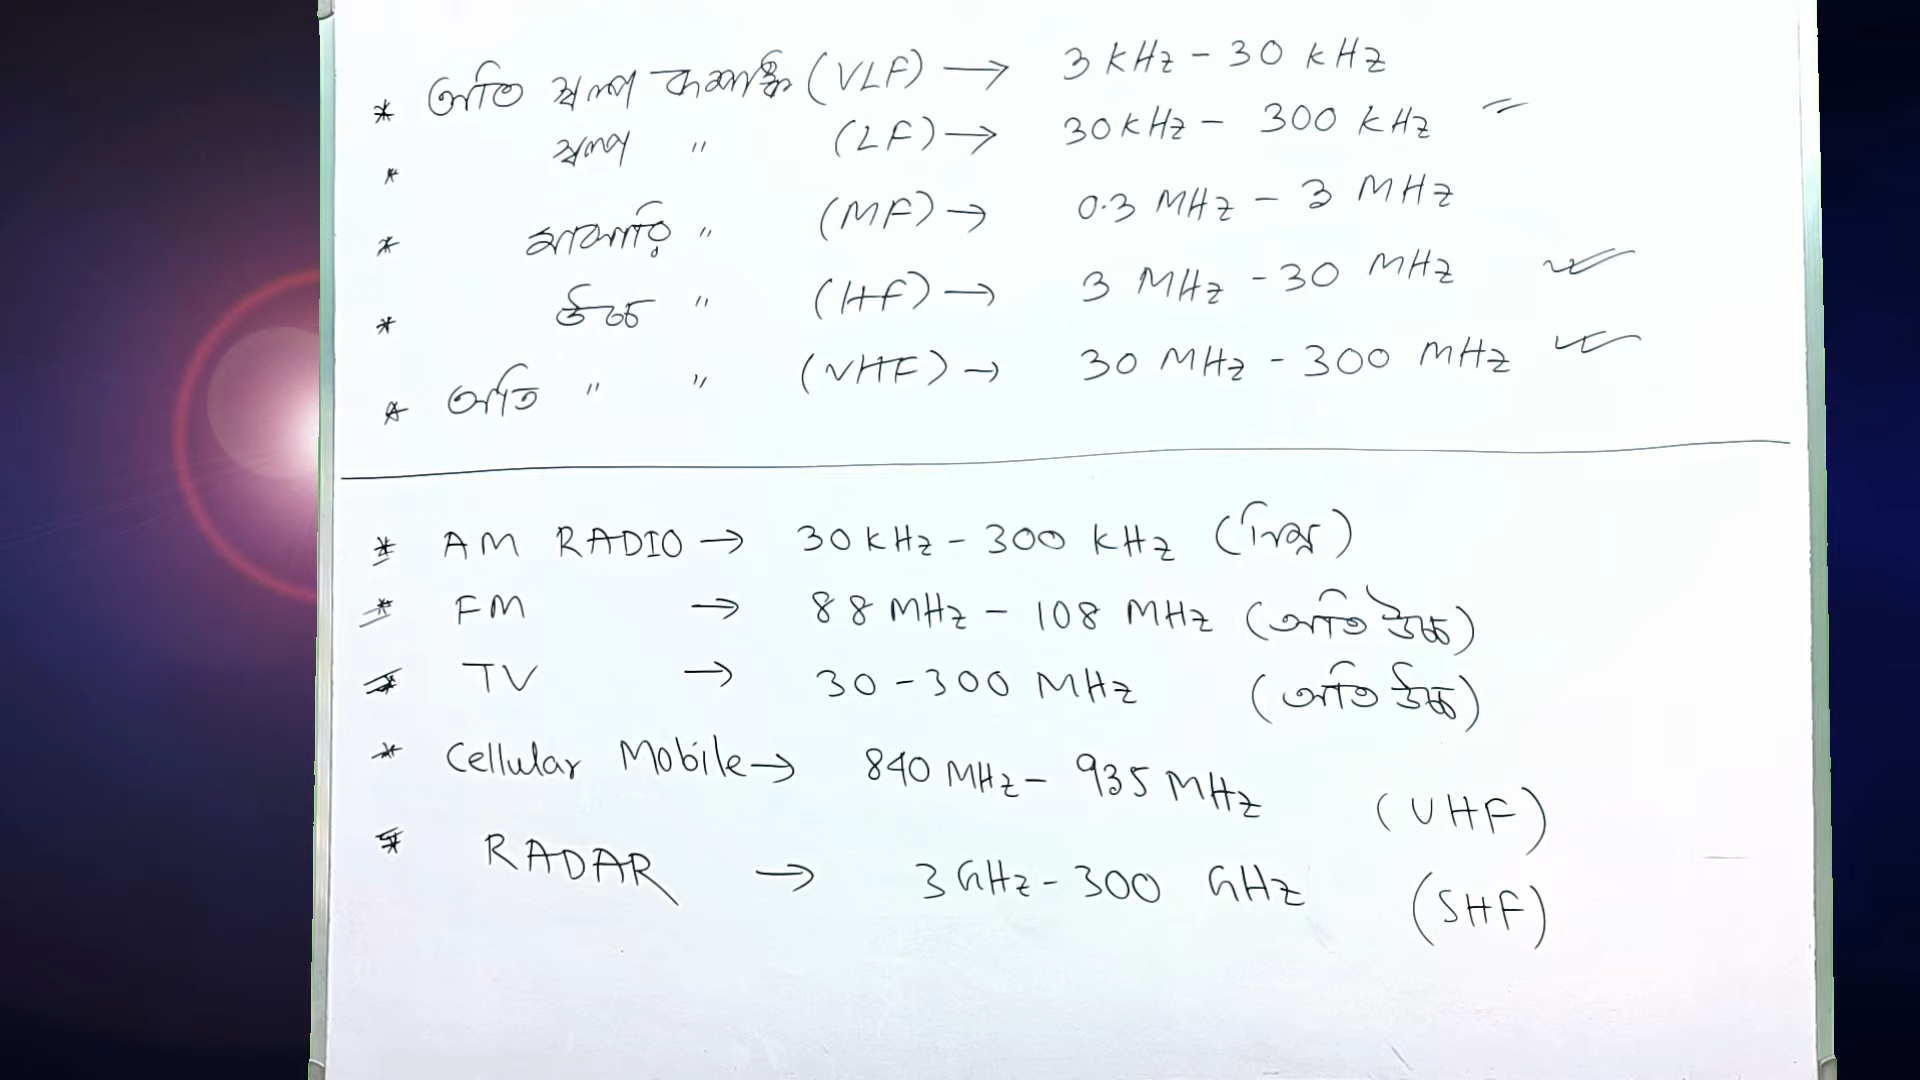 * অতি স্বল্প কম্পাঙ্ক (VLF) → 3 kHz - 30 kHz
* স্বল্প " (LF) → 30 kHz - 300 kHz
* মাঝারি " (MF) → 0.3 MHz - 3 MHz
* উচ্চ " (HF) → 3 MHz - 30 MHz
* অতি " " (VHF) → 30 MHz - 300 MHz
* AM RADIO → 30 kHz - 300 kHz (নিম্ন)
* FM → 88 MHz - 108 MHz (অতি উচ্চ)
* TV → 30 - 300 MHz (অতি উচ্চ)
* Cellular Mobile → 840 MHz - 935 MHz (UHF)
* RADAR → 3 GHz - 300 GHz (SHF)